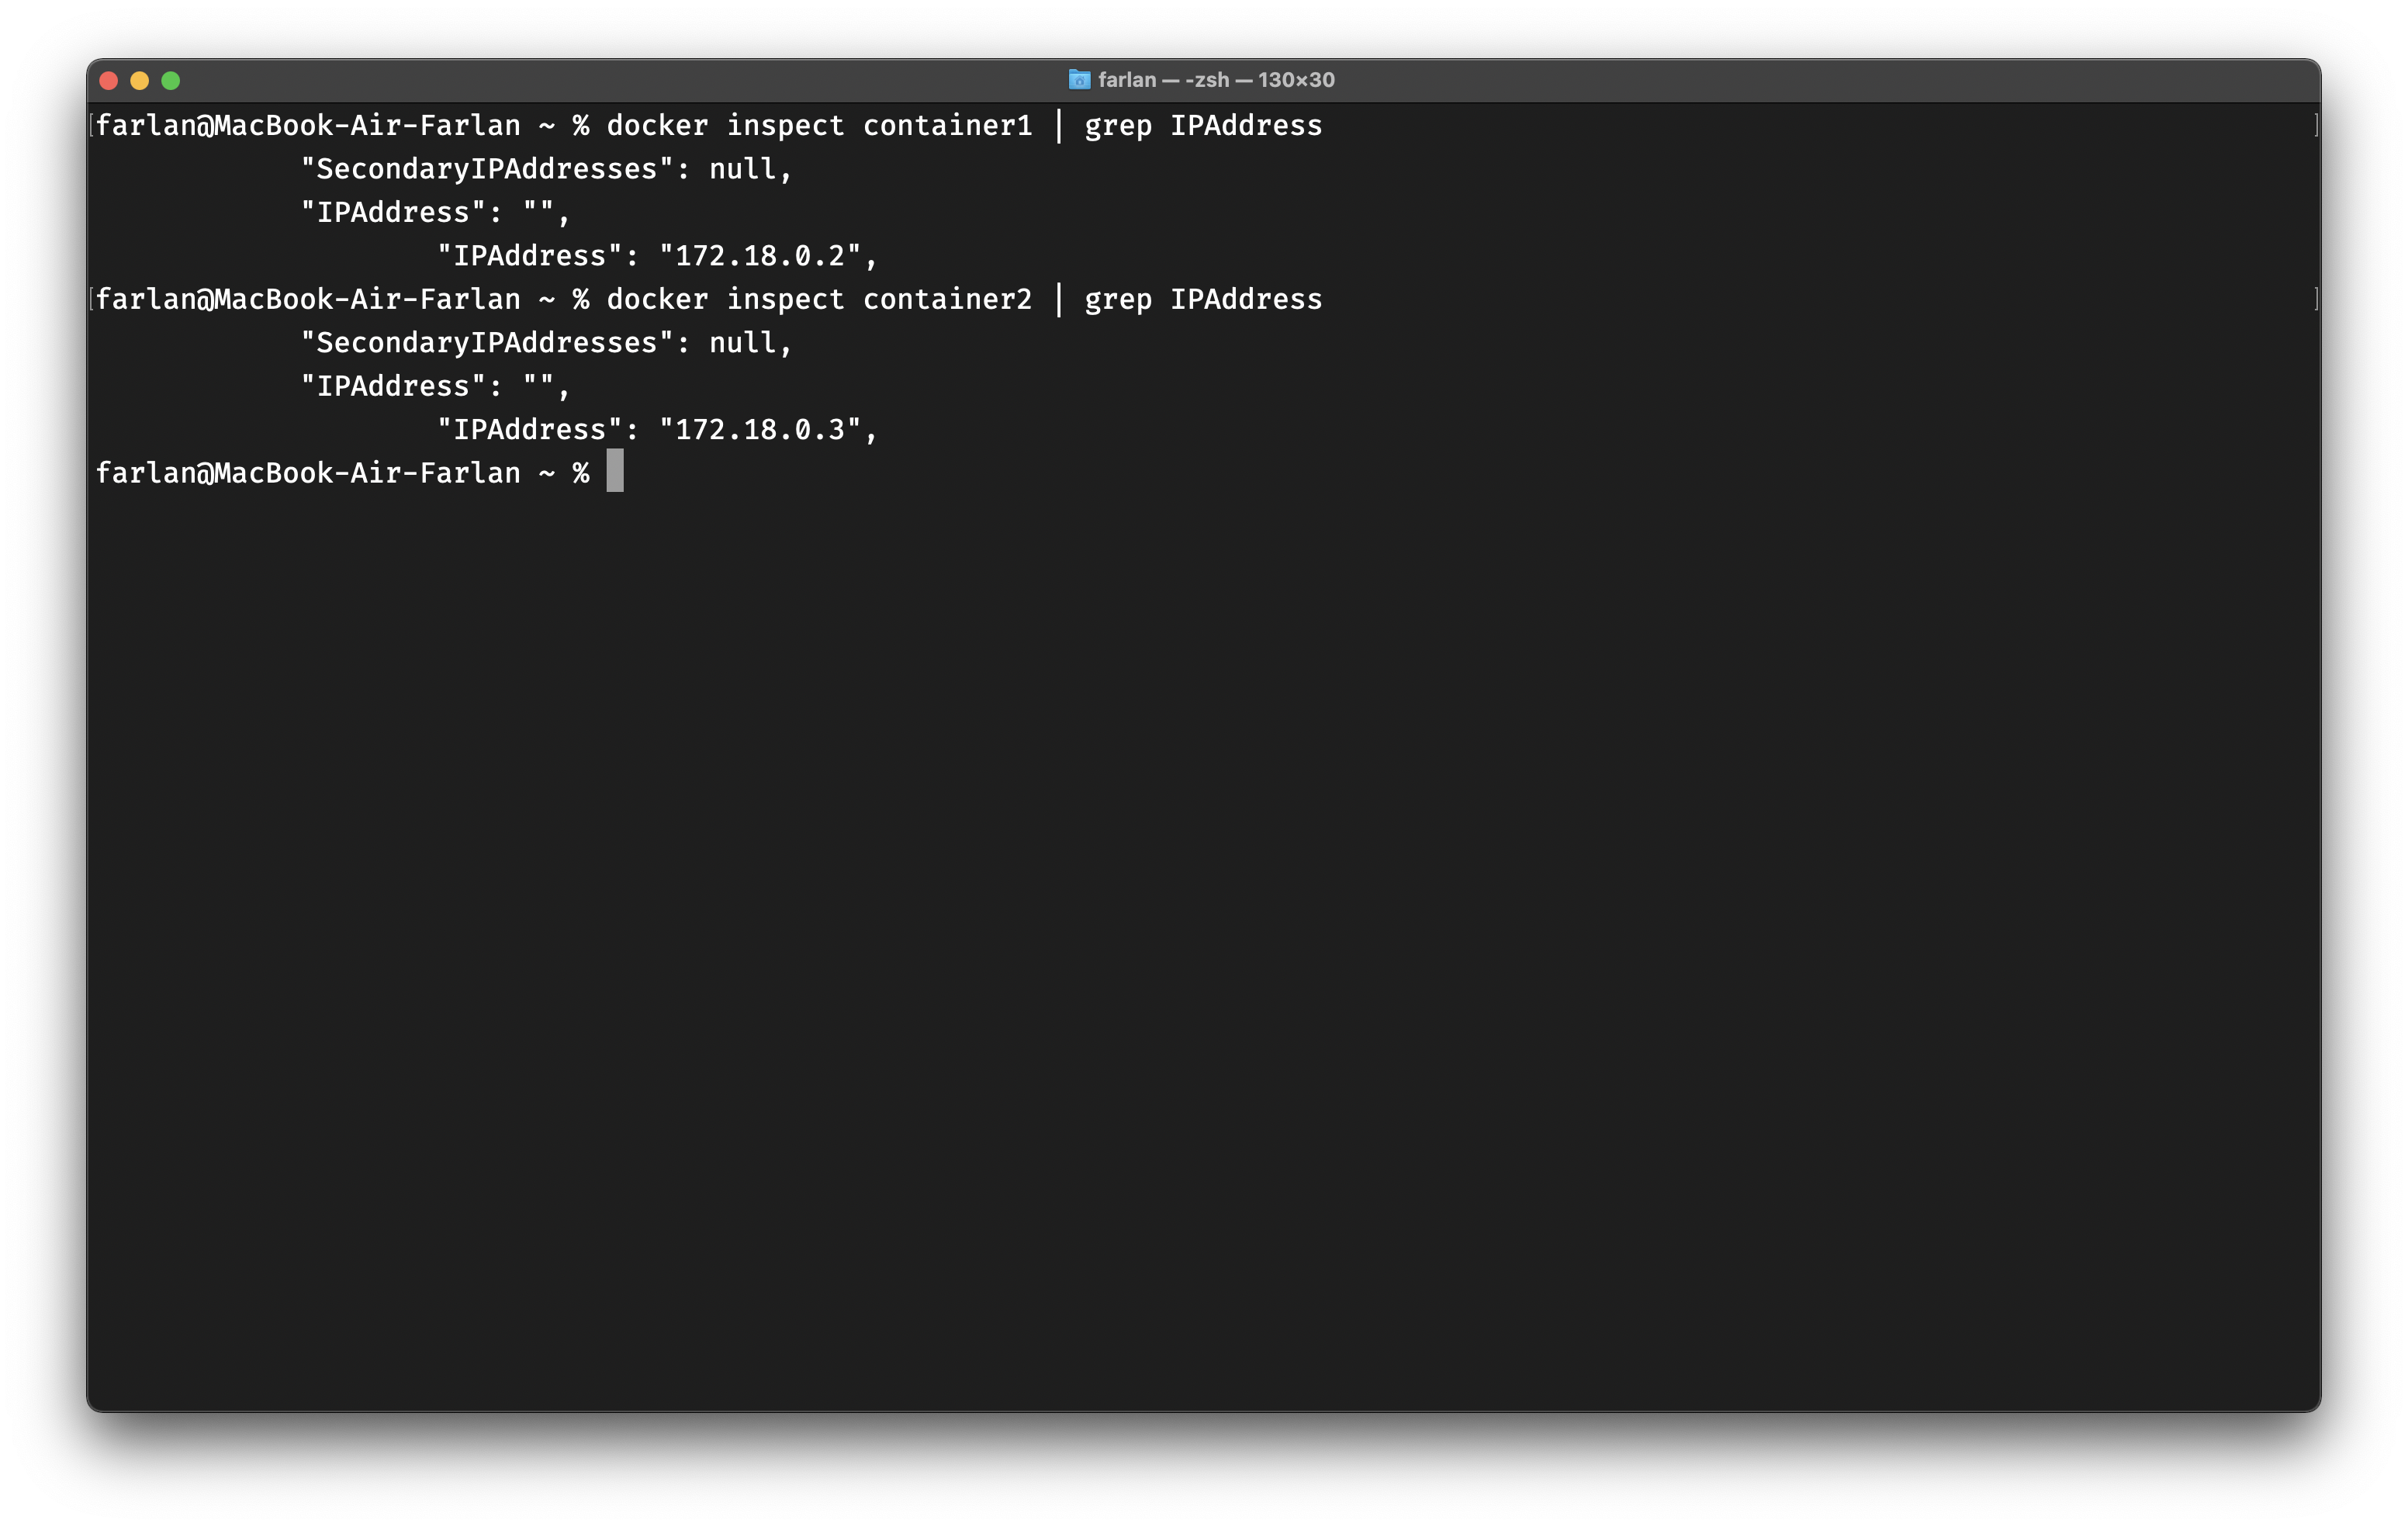 farlan — -zsh — 130×30
farlan@MacBook-Air-Farlan ~ % docker inspect container1 | grep IPAddress
"SecondaryIPAddresses": null,
"IPAddress": "",
"IPAddress": "172.18.0.2",
farlan@MacBook-Air-Farlan ~ % docker inspect container2 | grep IPAddress
"SecondaryIPAddresses": null,
"IPAddress": "",
"IPAddress": "172.18.0.3",
farlan@MacBook-Air-Farlan ~ %